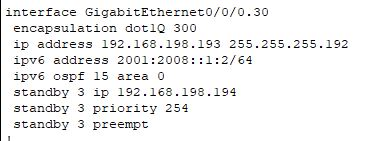 interface GigabitEthernet0/0/0.30
encapsulation dot1Q 300
ip address 192.168.198.193 255.255.255.192
ipv6 address 2001:2008::1:2/64
ipv6 ospf 15 area 0
standby 3 ip 192.168.198.194
standby 3 priority 254
standby 3 preempt